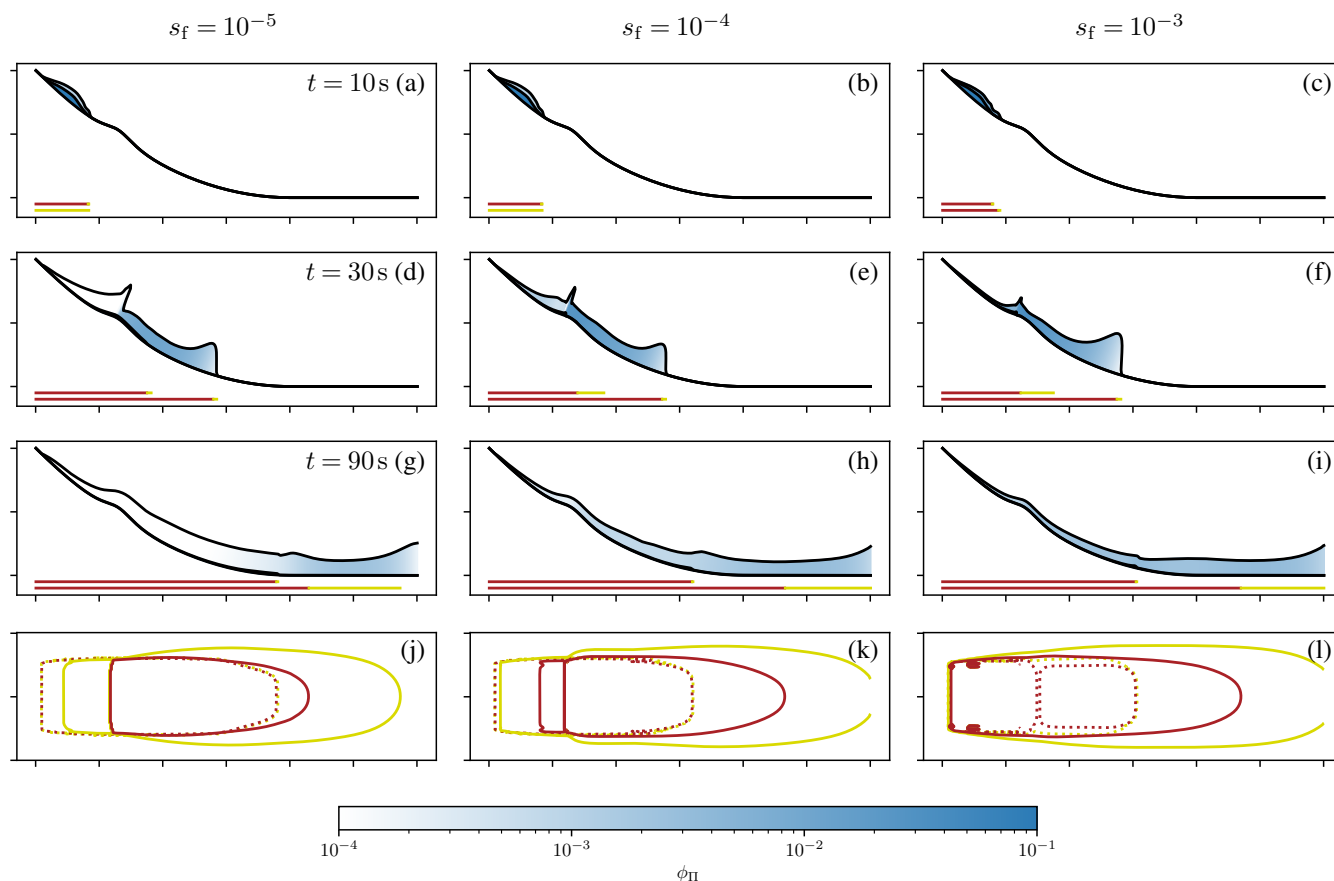 s_f = 10^{-5} s_f = 10^{-4} s_f = 10^{-3}
t = 10 s (a) (b) (c)
t = 30 s (d) (e) (f)
t = 90 s (g) (h) (i)
(j) (k) (l)
10^{-4} 10^{-3} 10^{-2} 10^{-1}
ϕ_Π